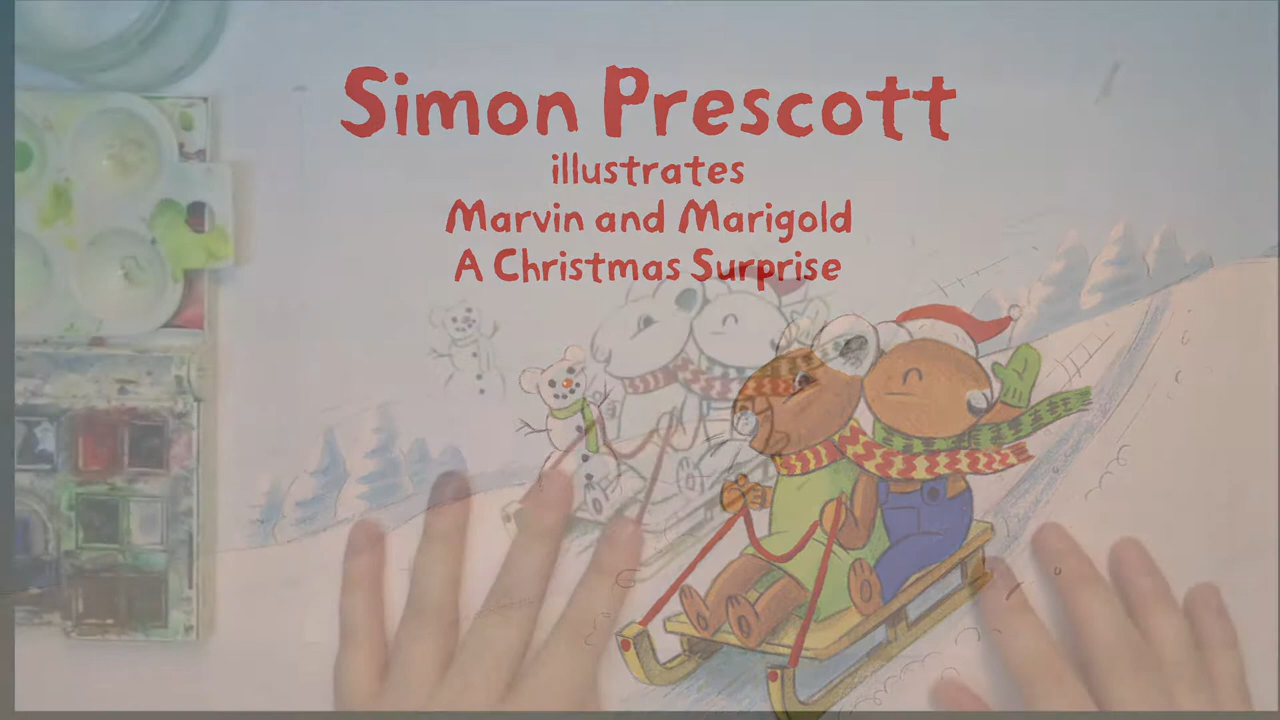 Simon Prescott
illustrates
Marvin and Marigold
A Christmas Surprise